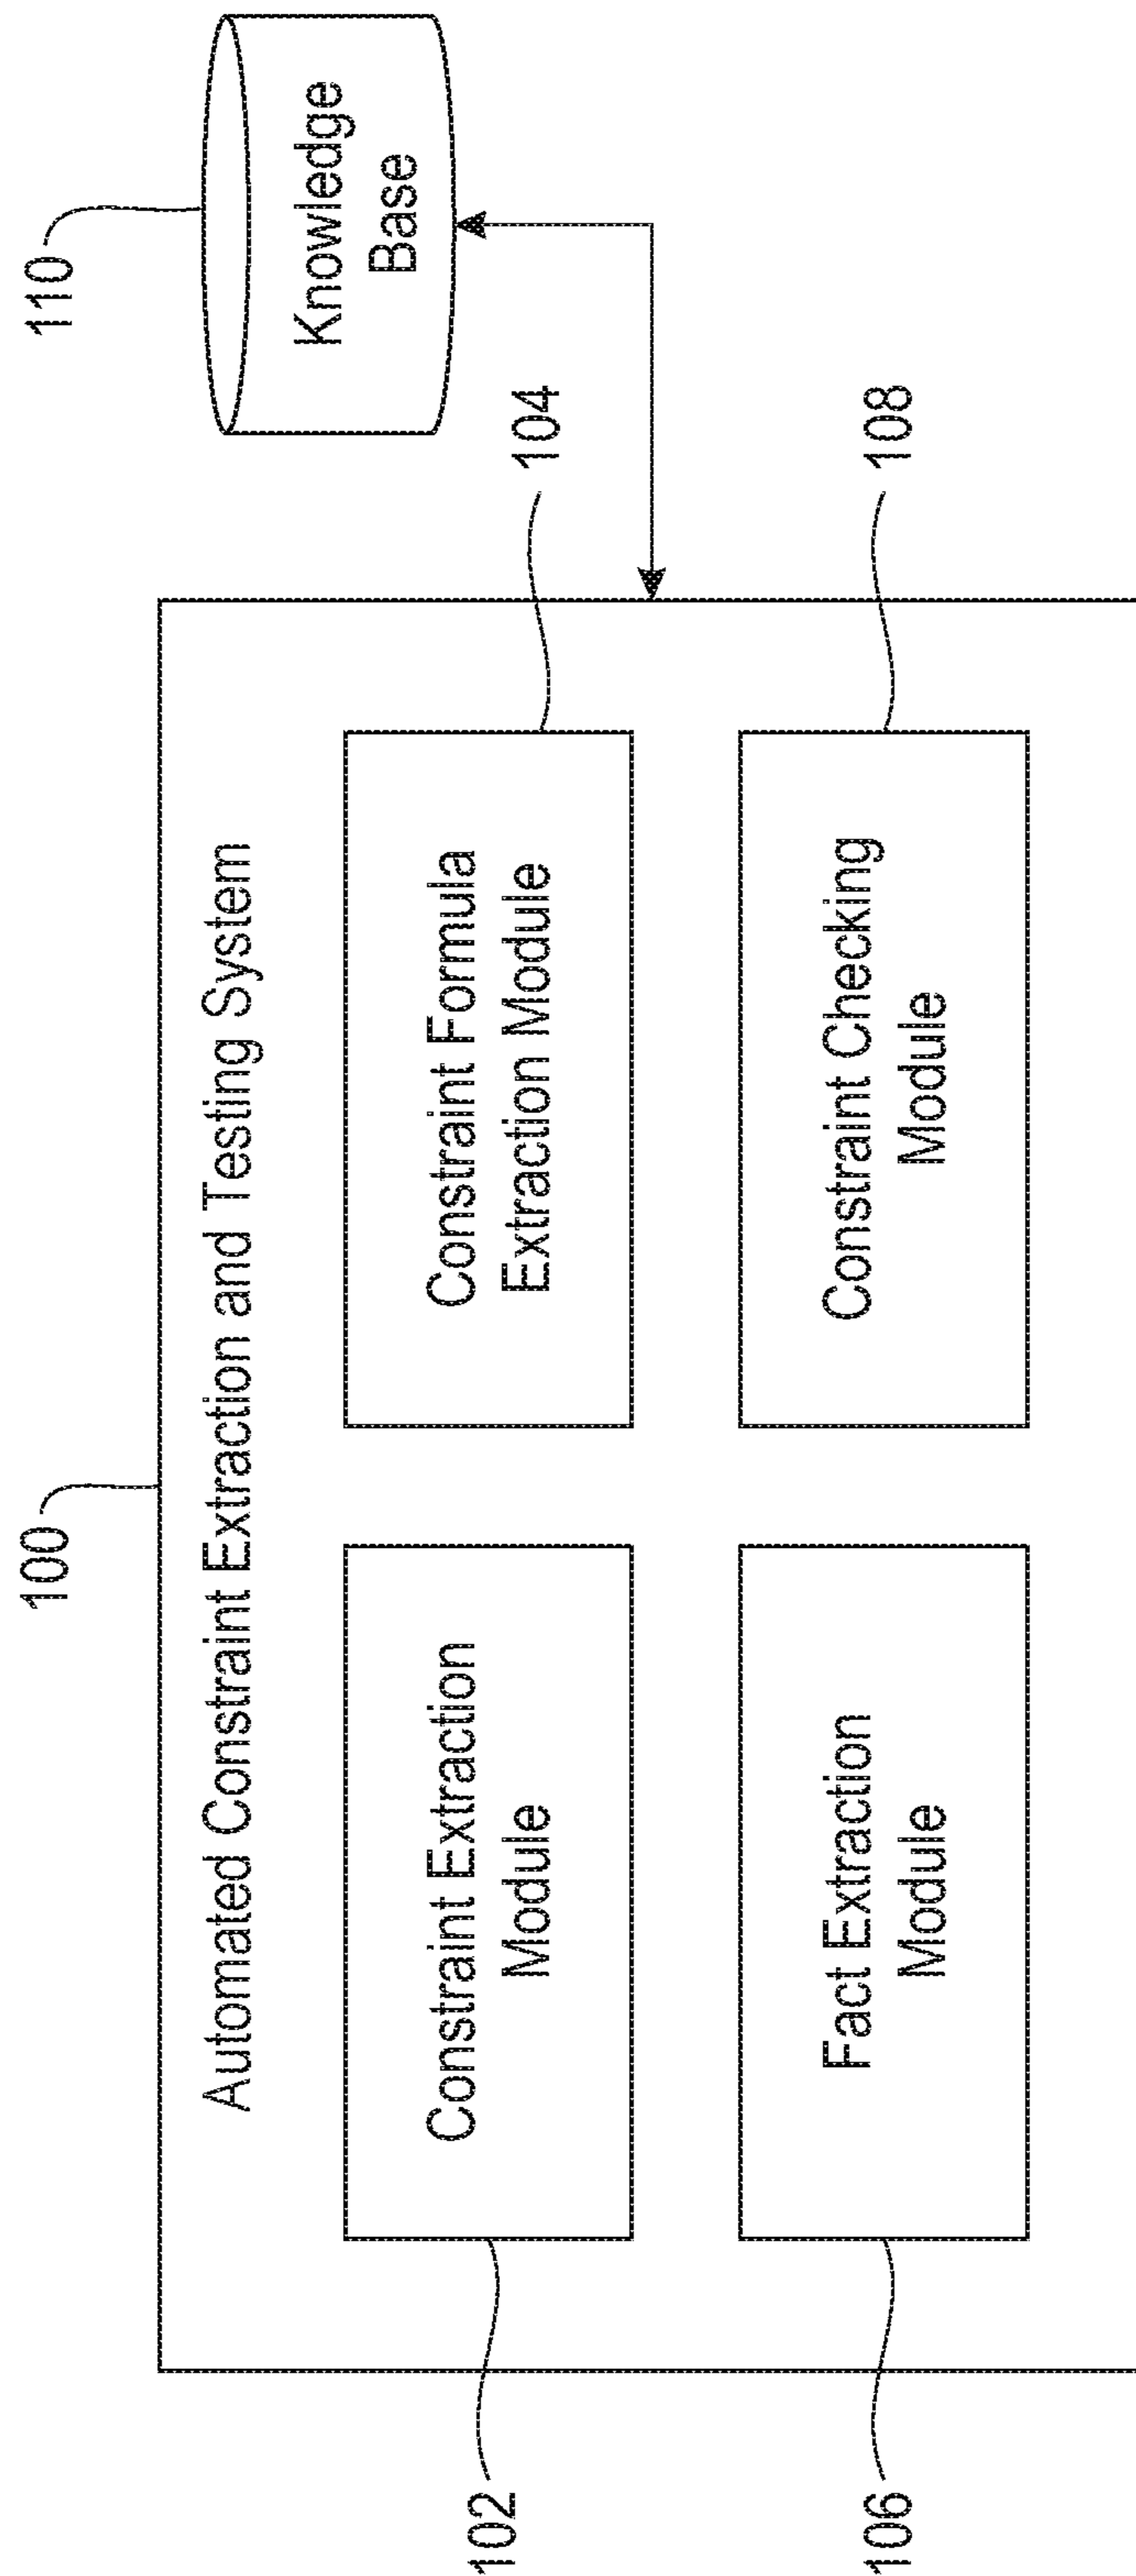 100
110
Automated Constraint Extraction and Testing System
Knowledge
Base
Constraint Extraction
Module
Constraint Formula
Extraction Module
102
104
Fact Extraction
Module
Constraint Checking
Module
106
108